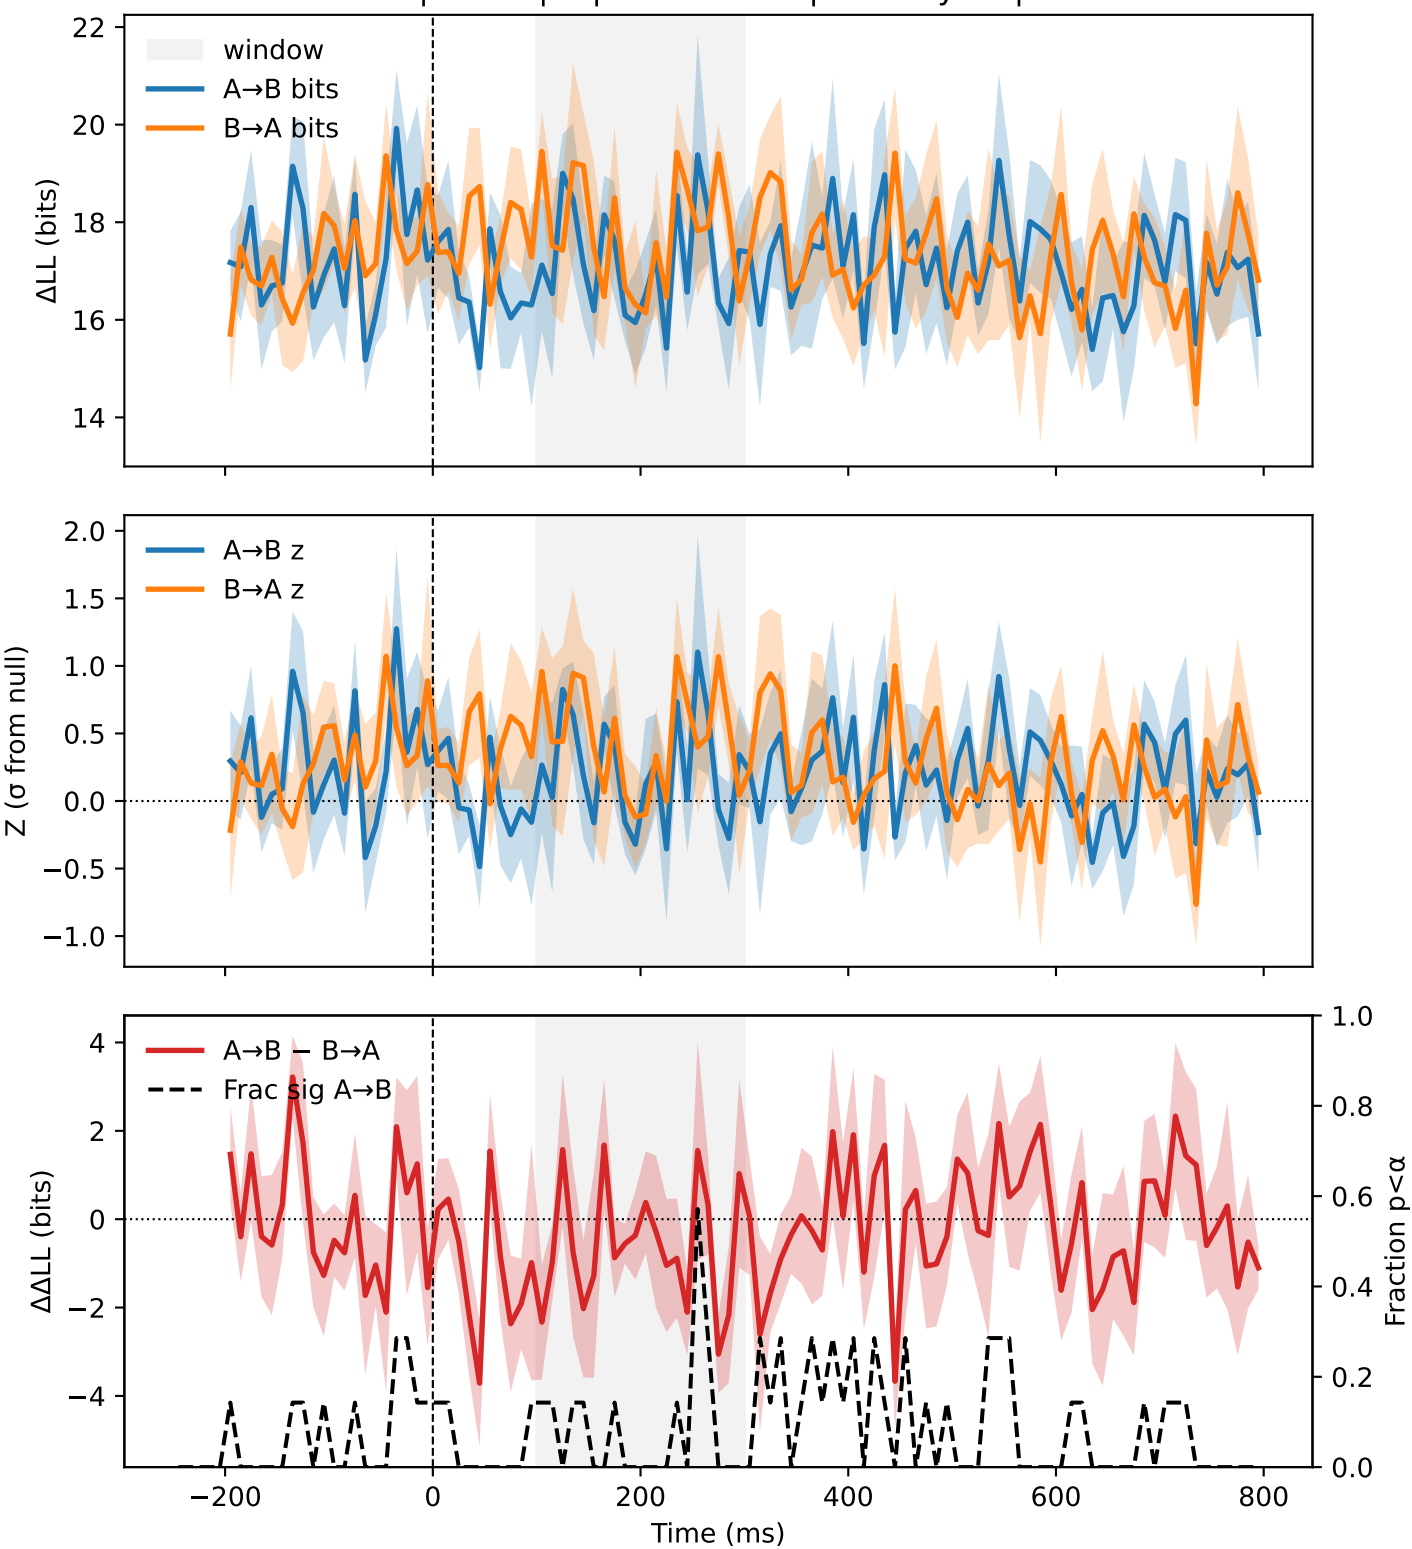 22
20
18
16
14
ΔLL (bits)
window
A→B bits
B→A bits
2.0
1.5
1.0
0.5
0.0
−0.5
−1.0
Z (σ from null)
A→B z
B→A z
4
2
0
−2
−4
ΔΔLL (bits)
A→B − B→A
Frac sig A→B
1.0
0.8
0.6
0.4
0.2
0.0
Fraction p<α
−200 0 200 400 600 800
Time (ms)